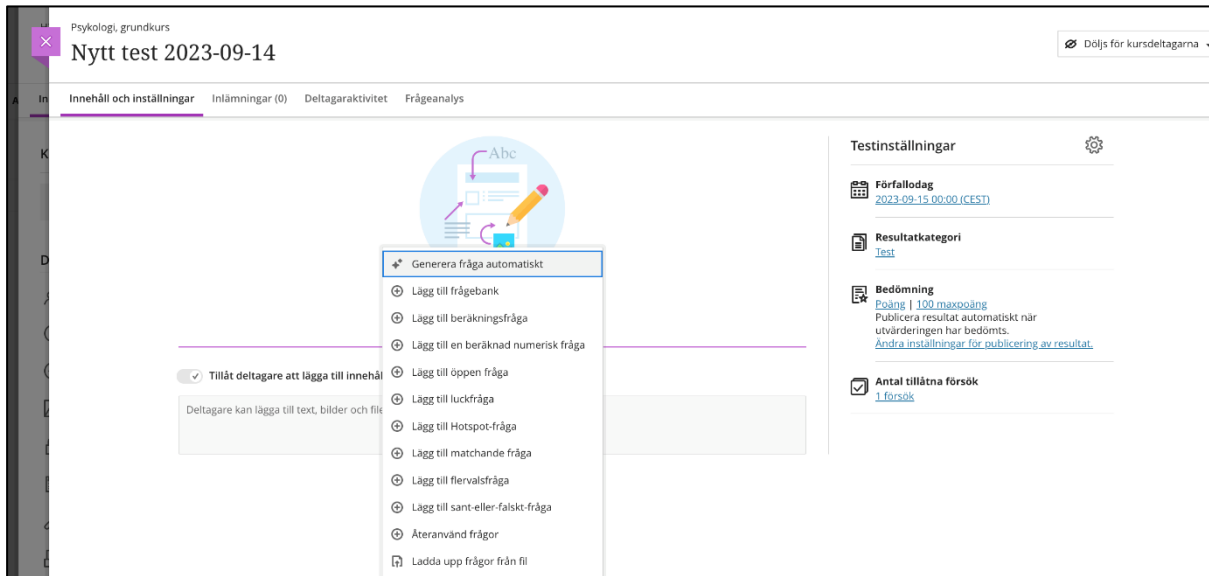 Psykologi, grundkurs
Nytt test 2023-09-14
Döljs för kursdeltagarna
Innehåll och inställningar
Inlämningar (0)
Deltagaraktivitet
Frågeanalys
Abc
Generera fråga automatiskt
Lägg till frågebank
Lägg till beräkningsfråga
Lägg till en beräknad numerisk fråga
Lägg till öppen fråga
Lägg till luckfråga
Lägg till Hotspot-fråga
Lägg till matchande fråga
Lägg till flervalsfråga
Lägg till sant-eller-falskt-fråga
Återanvänd frågor
Ladda upp frågor från fil
Tillåt deltagare att lägga till innehål
Deltagare kan lägga till text, bilder och file
Testinställningar
Förfallodag
2023-09-15 00:00 (CEST)
Resultatkategori
Test
Bedömning
Poäng | 100 maxpoäng
Publicera resultat automatiskt när
utvärderingen har bedömts.
Ändra inställningar för publicering av resultat.
Antal tillåtna försök
1 försök